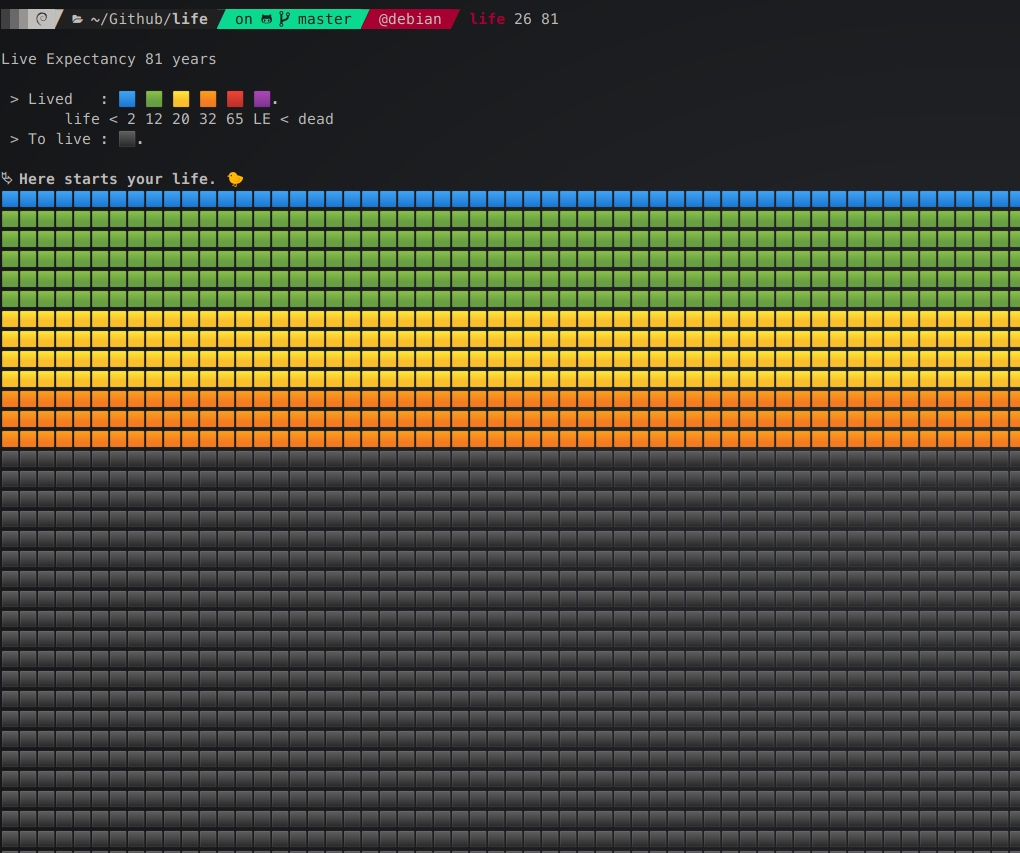 ~/Github/life on master @debian life 26 81
Live Expectancy 81 years
> Lived : .
life < 2 12 20 32 65 LE < dead
> To live : .
Here starts your life.